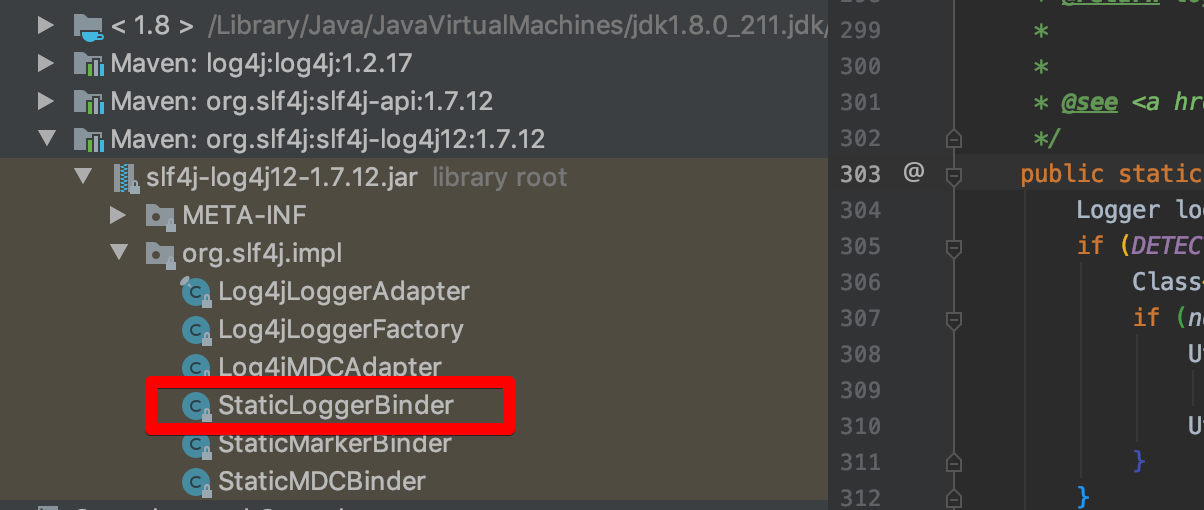 < 1.8 > /Library/Java/JavaVirtualMachines/jdk1.8.0_211.jdk/
Maven: log4j:log4j:1.2.17
Maven: org.slf4j:slf4j-api:1.7.12
Maven: org.slf4j:slf4j-log4j12:1.7.12
slf4j-log4j12-1.7.12.jar library root
META-INF
org.slf4j.impl
Log4jLoggerAdapter
Log4jLoggerFactory
Log4jMDCAdapter
StaticLoggerBinder
StaticMarkerBinder
StaticMDCBinder
299 *
300 *
301 * @see <a hr
302 */
303 @ public static
304 Logger lo
305 if (DETEC
306 Class
307 if (n
308 U
309
310 U
311 }
312 }